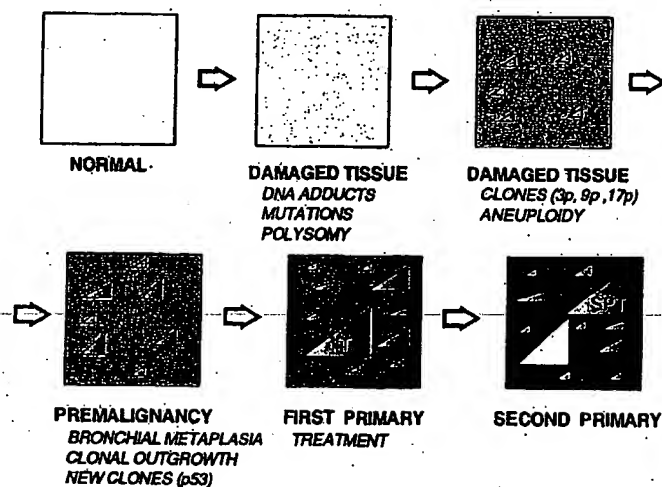 NORMAL
DAMAGED TISSUE
DNA ADDUCTS
MUTATIONS
POLYSOMY
DAMAGED TISSUE
CLONES (3p, 9p ,17p)
ANEUPLOIDY
PREMALIGNANCY
BRONCHIAL METAPLASIA
CLONAL OUTGROWTH
NEW CLONES (p53)
FIRST PRIMARY
TREATMENT
SPT
SECOND PRIMARY